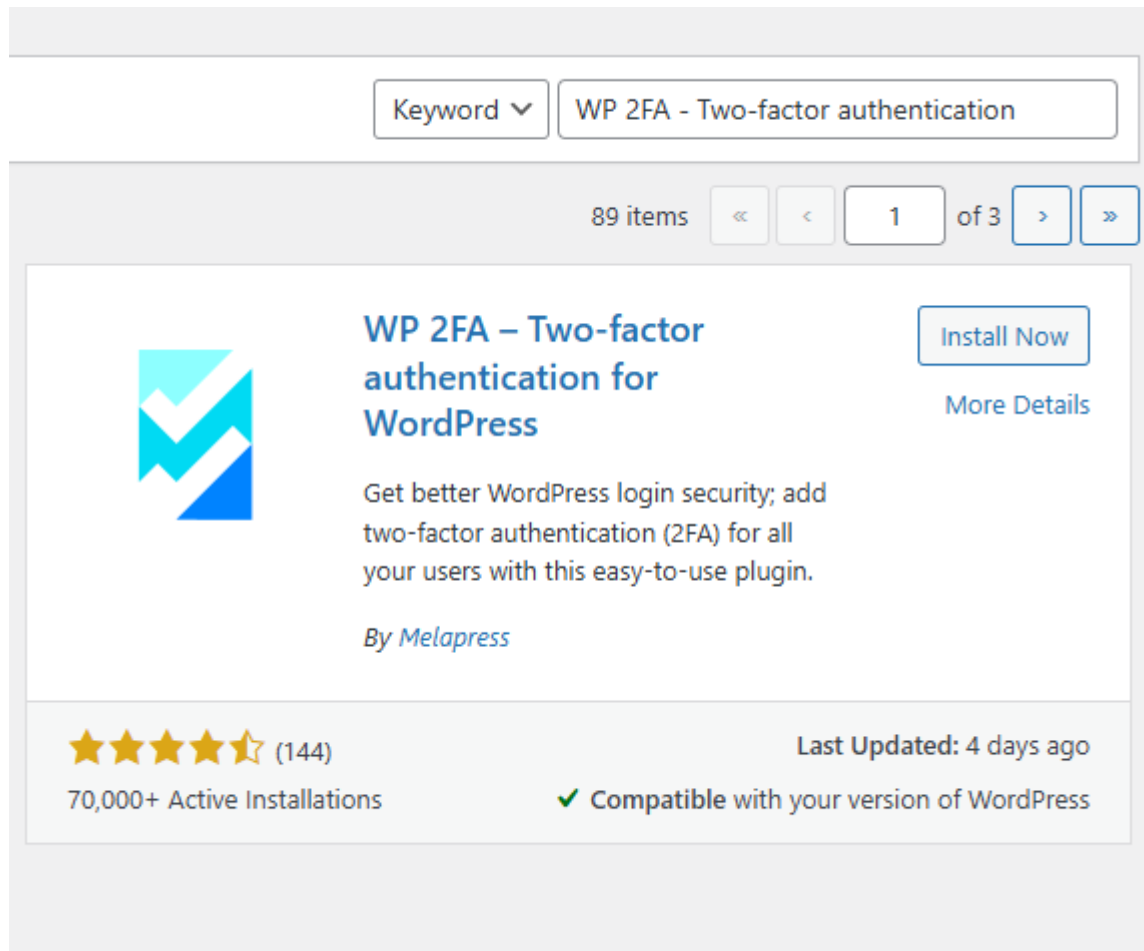 Keyword WP 2FA - Two-factor authentication
89 items « ‹ 1 of 3 › »
WP 2FA – Two-factor
authentication for
WordPress
Install Now
More Details
Get better WordPress login security; add
two-factor authentication (2FA) for all
your users with this easy-to-use plugin.
By Melapress
(144)
Last Updated: 4 days ago
70,000+ Active Installations
Compatible with your version of WordPress